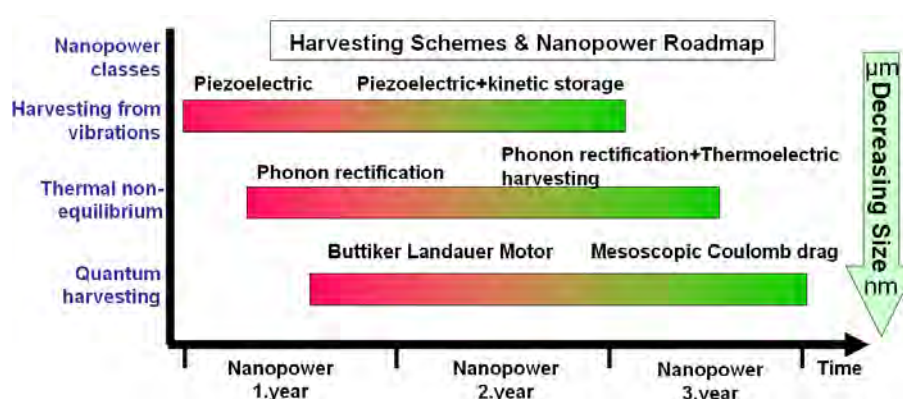 Harvesting Schemes & Nanopower Roadmap
Nanopower
classes
Piezoelectric
Piezoelectric+kinetic storage
Harvesting from
vibrations
Phonon rectification
Phonon rectification+Thermoelectric
harvesting
Thermal non-
equilibrium
Buttiker Landauer Motor
Mesoscopic Coulomb drag
Quantum
harvesting
µm
Decreasing Size
nm
Nanopower
1.year
Nanopower
2.year
Nanopower
3.year
Time